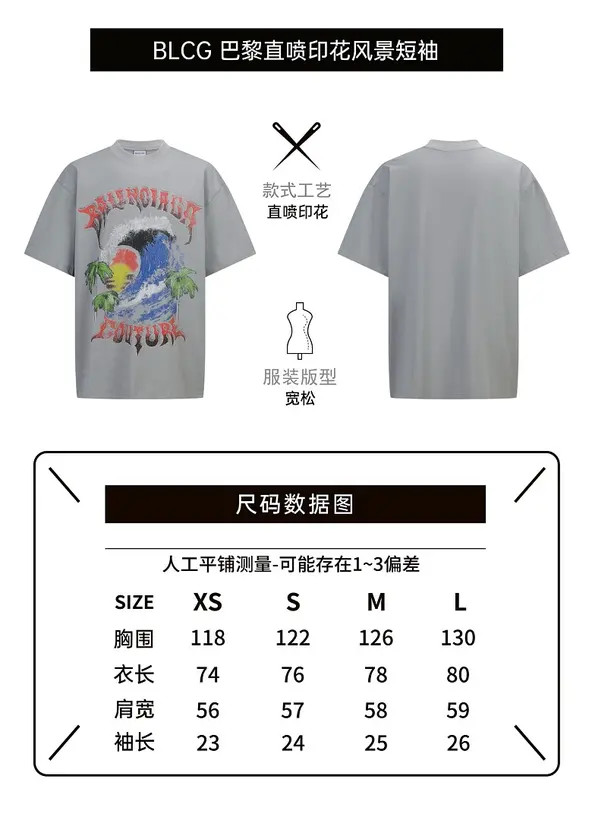 BLCG 巴黎直喷印花风景短袖
BALENCIAGA
COUTURE
款式工艺
直喷印花
服装版型
宽松
尺码数据图
人工平铺测量-可能存在1~3偏差
SIZE XS S M L
胸围 118 122 126 130
衣长 74 76 78 80
肩宽 56 57 58 59
袖长 23 24 25 26